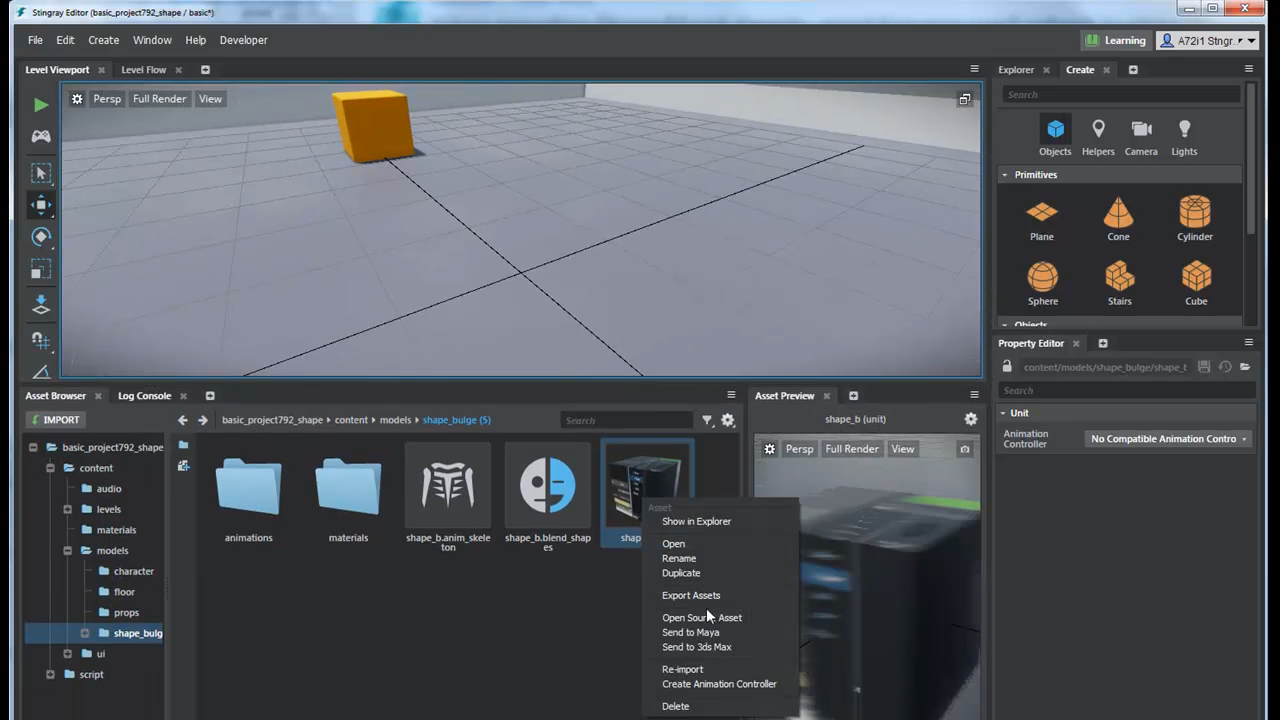 Stingray Editor (basic_project792_shape / basic*)
File Edit Create Window Help Developer
Learning
A72i1 Stngr
Level Viewport
Level Flow
Explorer
Create
Persp
Full Render
View
Search
Objects
Helpers
Camera
Lights
Primitives
Plane
Cone
Cylinder
Sphere
Stairs
Cube
Objects
Property Editor
content/models/shape_bulge/shape_t
Search
Unit
Animation
Controller
No Compatible Animation Contro
Asset Browser
Log Console
IMPORT
basic_project792_shape
content
models
shape_bulge (5)
Search
basic_project792_shape
content
audio
levels
materials
models
character
floor
props
shape_bulg
ui
script
animations
materials
shape_b.anim_skele
ton
shape_b.blend_shap
es
shap
Asset
Show in Explorer
Open
Rename
Duplicate
Export Assets
Open Source Asset
Send to Maya
Send to 3ds Max
Re-import
Create Animation Controller
Delete
Asset Preview
shape_b (unit)
Persp
Full Render
View